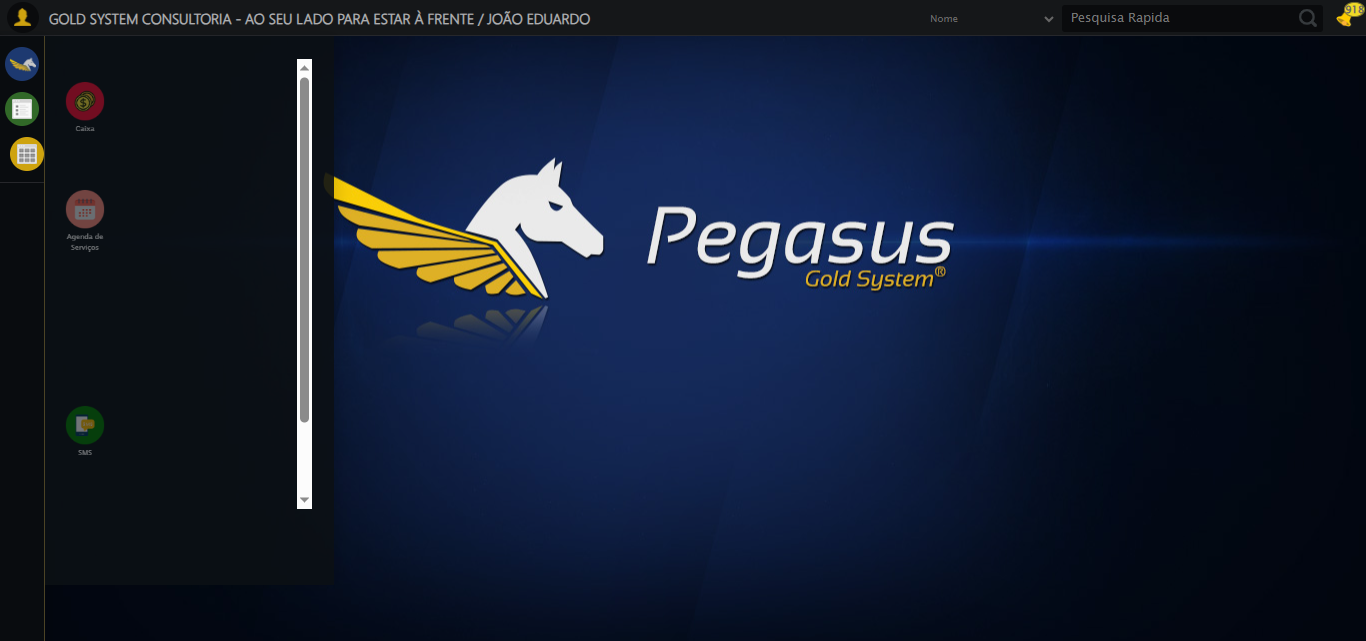 GOLD SYSTEM CONSULTORIA - AO SEU LADO PARA ESTAR À FRENTE / JOÃO EDUARDO
Nome
Pesquisa Rapida
918
Caixa
Agenda de
Serviços
SMS
Pegasus
Gold System®